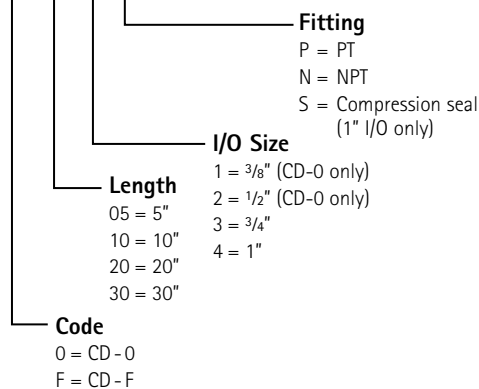 Fitting
P = PT
N = NPT
S = Compression seal
(1" I/O only)
I/O Size
1 = 3/8" (CD-0 only)
2 = 1/2" (CD-0 only)
3 = 3/4"
4 = 1"
Length
05 = 5"
10 = 10"
20 = 20"
30 = 30"
Code
0 = CD-0
F = CD-F